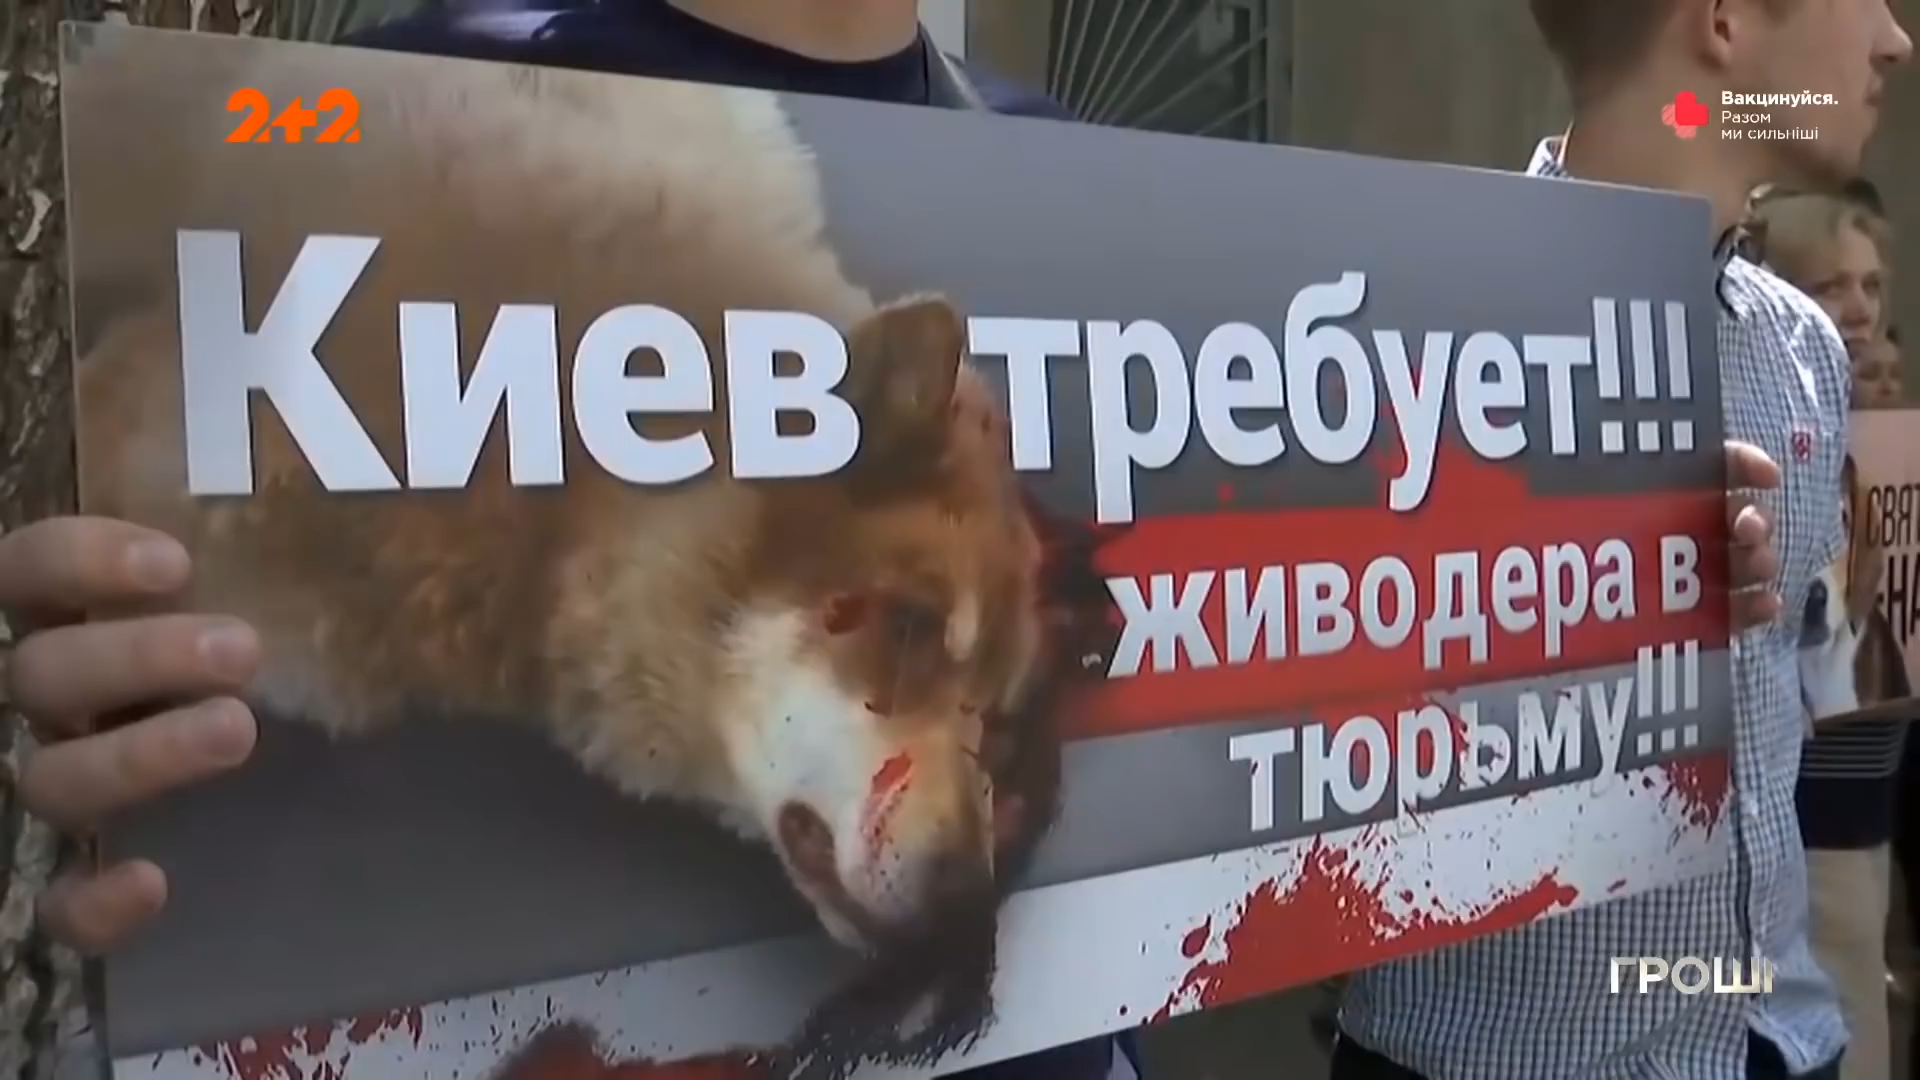 2+2
Вакцинуйся.
Разом
ми сильніші
Киев требует!!!
живодера в
тюрьму!!!
ГРОШІ